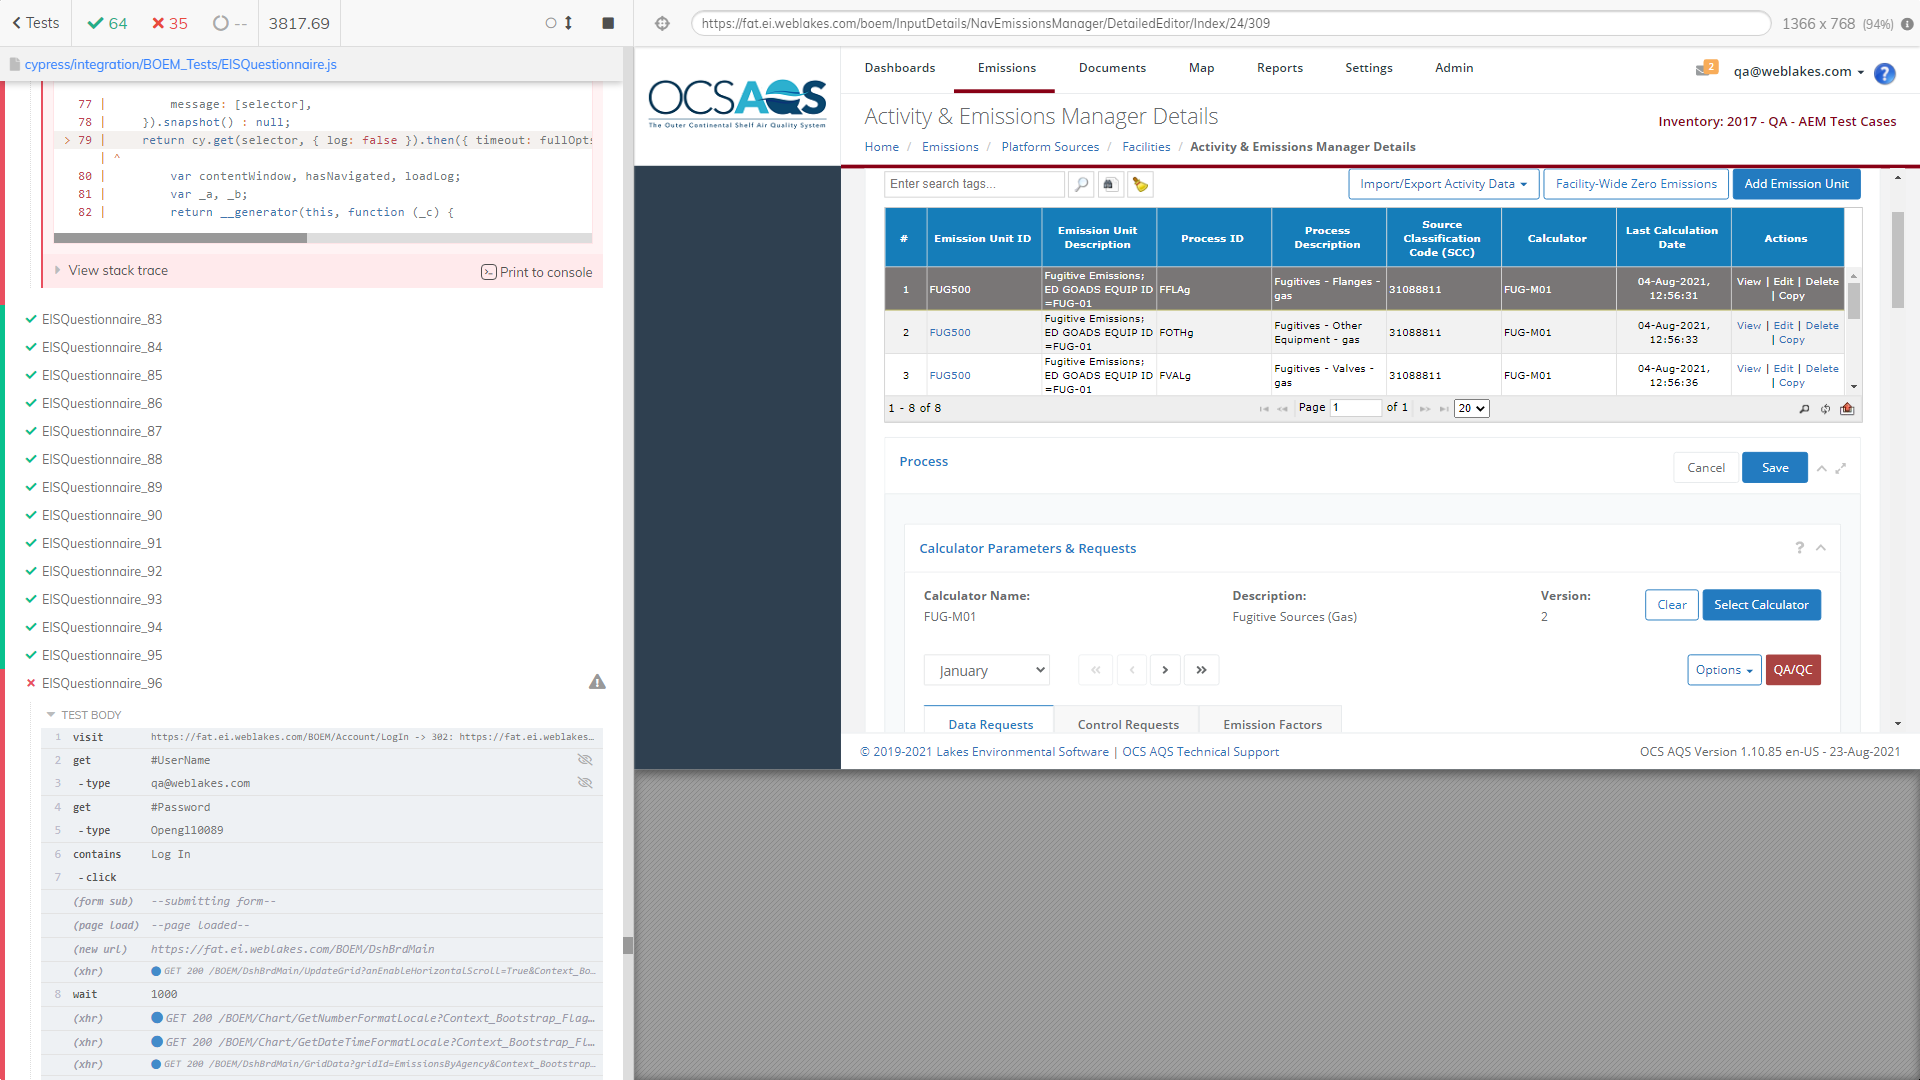 Tests
64
35
--
3817.69
https://fat.ei.weblakes.com/boem/InputDetails/NavEmissionsManager/DetailedEditor/Index/24/309
1366 x 768 (94%)
cypress/integration/BOEM_Tests/EISQuestionnaire.js
77 | message: [selector],
78 | }).snapshot() : null;
> 79 | return cy.get(selector, { log: false }).then({ timeout: fullOpts
| ^
80 | var contentWindow, hasNavigated, loadLog;
81 | var _a, _b;
82 | return __generator(this, function (_c) {
View stack trace
Print to console
EISQuestionnaire_83
EISQuestionnaire_84
EISQuestionnaire_85
EISQuestionnaire_86
EISQuestionnaire_87
EISQuestionnaire_88
EISQuestionnaire_89
EISQuestionnaire_90
EISQuestionnaire_91
EISQuestionnaire_92
EISQuestionnaire_93
EISQuestionnaire_94
EISQuestionnaire_95
EISQuestionnaire_96
TEST BODY
1 visit https://fat.ei.weblakes.com/BOEM/Account/LogIn -> 302: https://fat.ei.weblakes...
2 get #UserName
3 - type qa@weblakes.com
4 get #Password
5 - type Opengl10089
6 contains Log In
7 - click
(form sub) --submitting form--
(page load) --page loaded--
(new url) https://fat.ei.weblakes.com/BOEM/DshBrdMain
(xhr) GET 200 /BOEM/DshBrdMain/UpdateGrid?anEnableHorizontalScroll=True&Context_Bo...
8 wait 1000
(xhr) GET 200 /BOEM/Chart/GetNumberFormatLocale?Context_Bootstrap_Flag...
(xhr) GET 200 /BOEM/Chart/GetDateTimeFormatLocale?Context_Bootstrap_Fl...
(xhr) GET 200 /BOEM/DshBrdMain/GridData?gridId=EmissionsByAgency&Context_Bootstrap...
OCSAQS
The Outer Continental Shelf Air Quality System
Dashboards Emissions Documents Map Reports Settings Admin
2
qa@weblakes.com
?
Activity & Emissions Manager Details
Inventory: 2017 - QA - AEM Test Cases
Home / Emissions / Platform Sources / Facilities / Activity & Emissions Manager Details
Enter search tags...
Import/Export Activity Data
Facility-Wide Zero Emissions
Add Emission Unit
# Emission Unit ID Emission Unit Description Process ID Process Description Source Classification Code (SCC) Calculator Last Calculation Date Actions
1 FUG500 Fugitive Emissions; ED GOADS EQUIP ID =FUG-01 FFLAg Fugitives - Flanges - gas 31088811 FUG-M01 04-Aug-2021, 12:56:31 View | Edit | Delete | Copy
2 FUG500 Fugitive Emissions; ED GOADS EQUIP ID =FUG-01 FOTHg Fugitives - Other Equipment - gas 31088811 FUG-M01 04-Aug-2021, 12:56:33 View | Edit | Delete | Copy
3 FUG500 Fugitive Emissions; ED GOADS EQUIP ID =FUG-01 FVALg Fugitives - Valves - gas 31088811 FUG-M01 04-Aug-2021, 12:56:36 View | Edit | Delete | Copy
1 - 8 of 8
Page 1 of 1
20
Process
Cancel
Save
Calculator Parameters & Requests
?
Calculator Name: Description: Version:
FUG-M01 Fugitive Sources (Gas) 2
Clear
Select Calculator
January
Options
QA/QC
Data Requests Control Requests Emission Factors
© 2019-2021 Lakes Environmental Software | OCS AQS Technical Support
OCS AQS Version 1.10.85 en-US - 23-Aug-2021